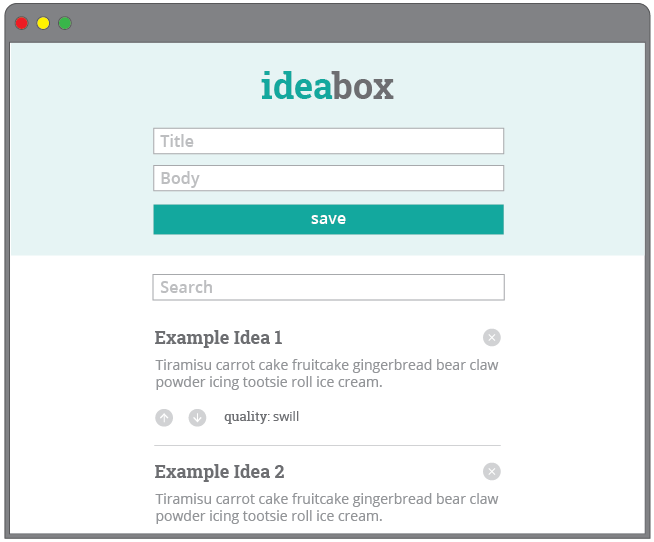 ideabox
Title
Body
save
Search
Example Idea 1
Tiramisu carrot cake fruitcake gingerbread bear claw
powder icing tootsie roll ice cream.
quality: swill
Example Idea 2
Tiramisu carrot cake fruitcake gingerbread bear claw
powder icing tootsie roll ice cream.